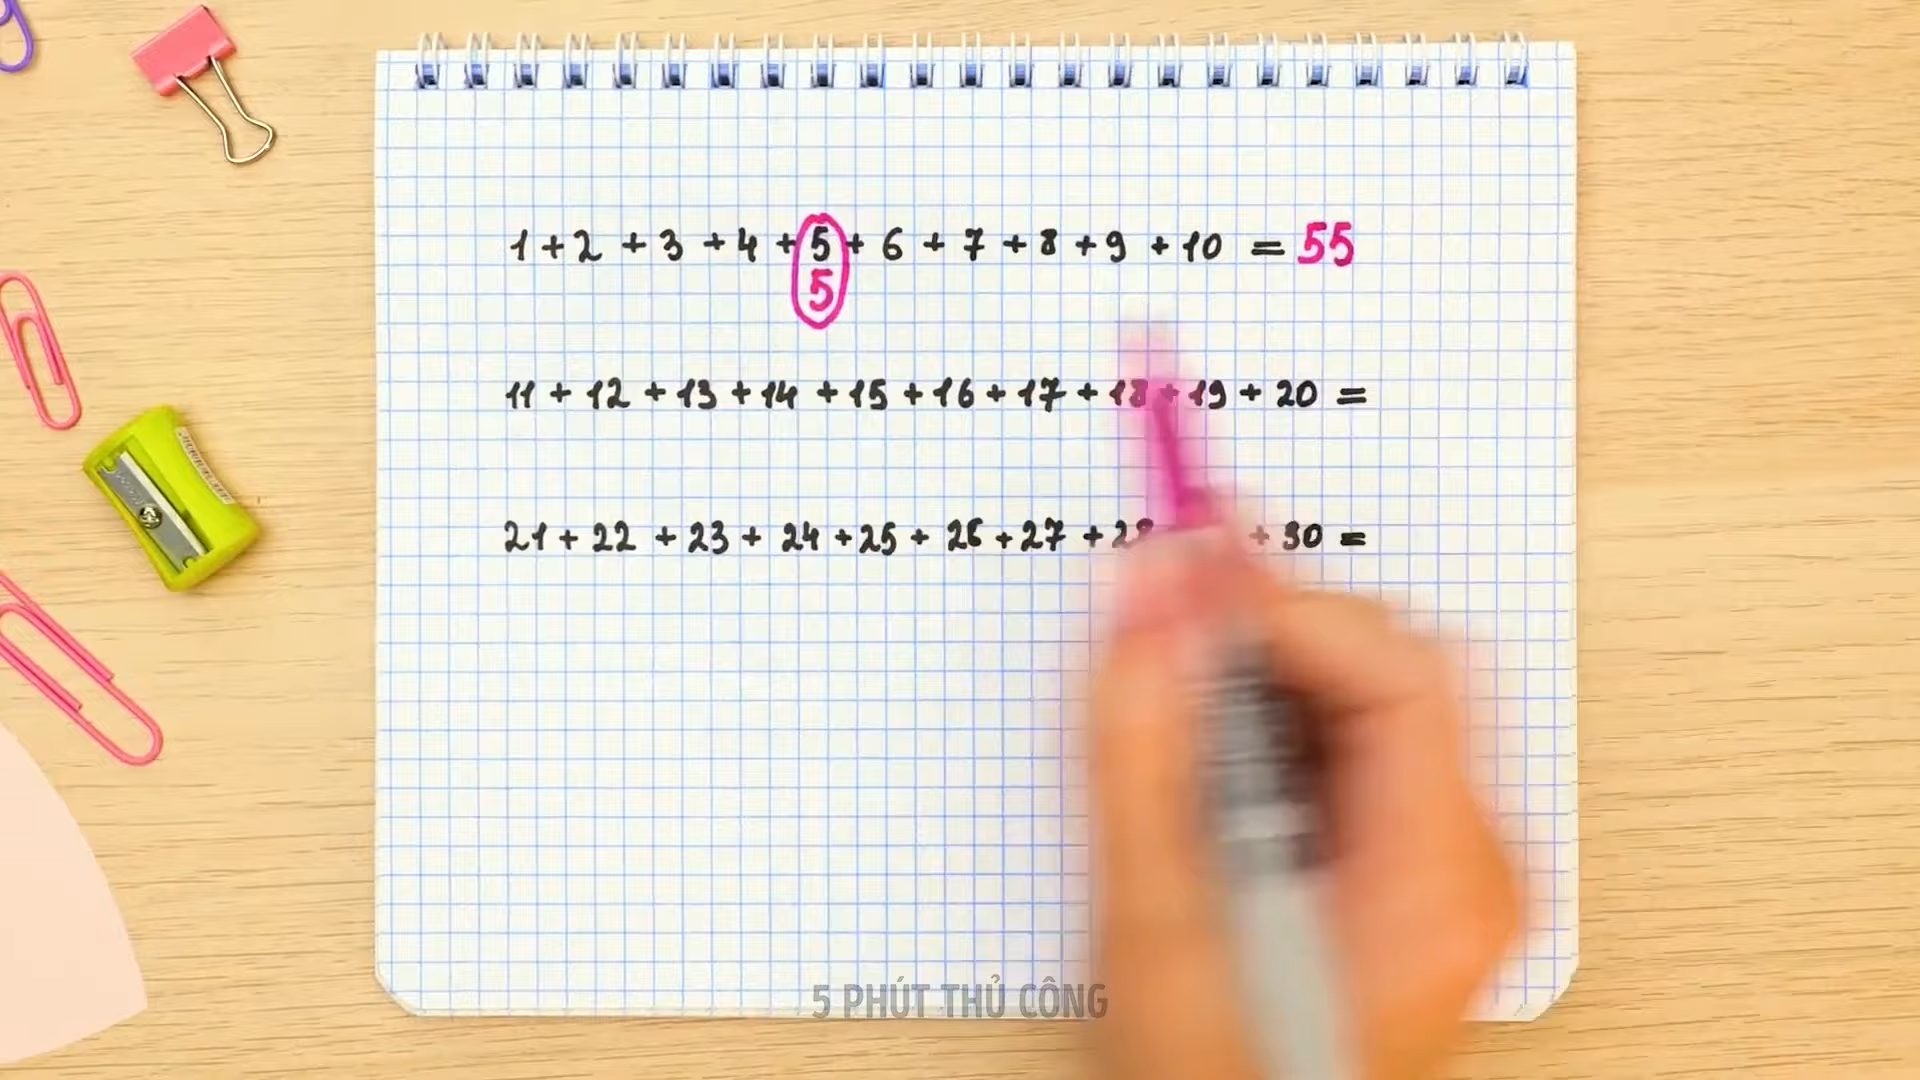 1 + 2 + 3 + 4 + 5 + 6 + 7 + 8 + 9 + 10 = 55
5
11 + 12 + 13 + 14 + 15 + 16 + 17 + 18 + 19 + 20 =
21 + 22 + 23 + 24 + 25 + 26 + 27 + 28 + 30 =
5 PHÚT THỦ CÔNG